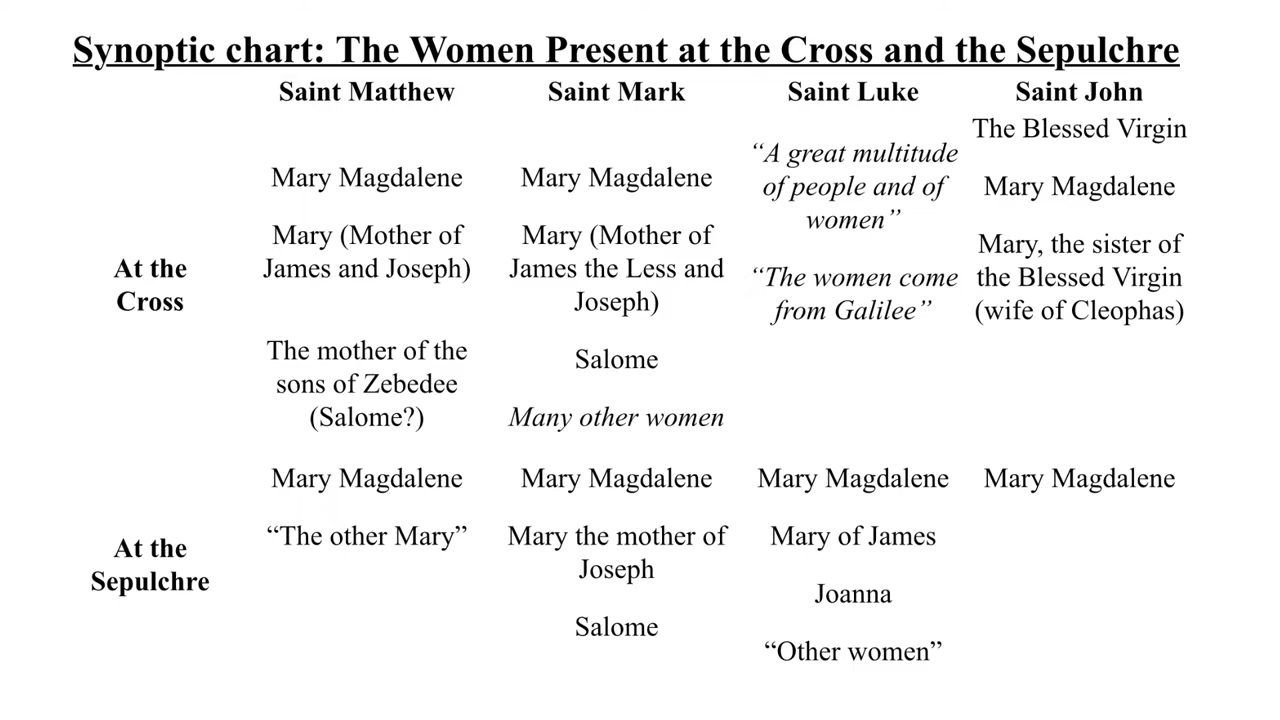 Synoptic chart: The Women Present at the Cross and the Sepulchre
Saint Matthew
Saint Mark
Saint Luke
Saint John
At the
Cross
Mary Magdalene
Mary (Mother of
James and Joseph)
The mother of the
sons of Zebedee
(Salome?)
Mary Magdalene
Mary (Mother of
James the Less and
Joseph)
Salome
Many other women
“A great multitude
of people and of
women”
“The women come
from Galilee”
The Blessed Virgin
Mary Magdalene
Mary, the sister of
the Blessed Virgin
(wife of Cleophas)
At the
Sepulchre
Mary Magdalene
“The other Mary”
Mary Magdalene
Mary the mother of
Joseph
Salome
Mary Magdalene
Mary of James
Joanna
“Other women”
Mary Magdalene